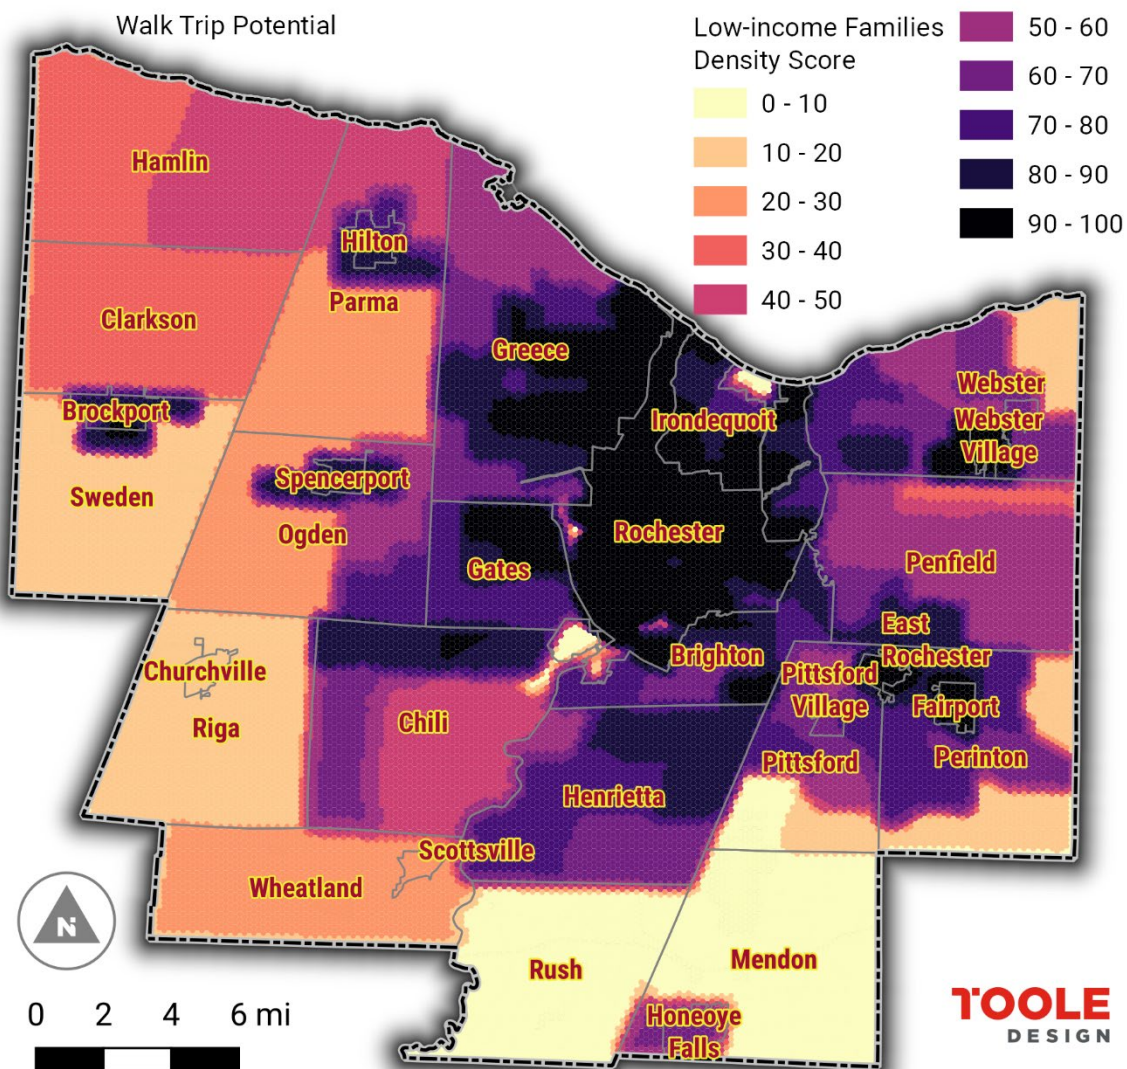 Walk Trip Potential
Low-income Families
Density Score
0 - 10
10 - 20
20 - 30
30 - 40
40 - 50
50 - 60
60 - 70
70 - 80
80 - 90
90 - 100
Hamlin
Hilton
Parma
Clarkson
Greece
Brockport
Irondequoit
Webster
Webster
Village
Sweden
Spencerport
Ogden
Rochester
Gates
Penfield
East
Rochester
Churchville
Riga
Chili
Brighton
Pittsford
Village
Fairport
Pittsford
Perinton
Henrietta
Scottsville
Wheatland
Rush
Mendon
Honeoye
Falls
N
0 2 4 6 mi
TOOLE
DESIGN